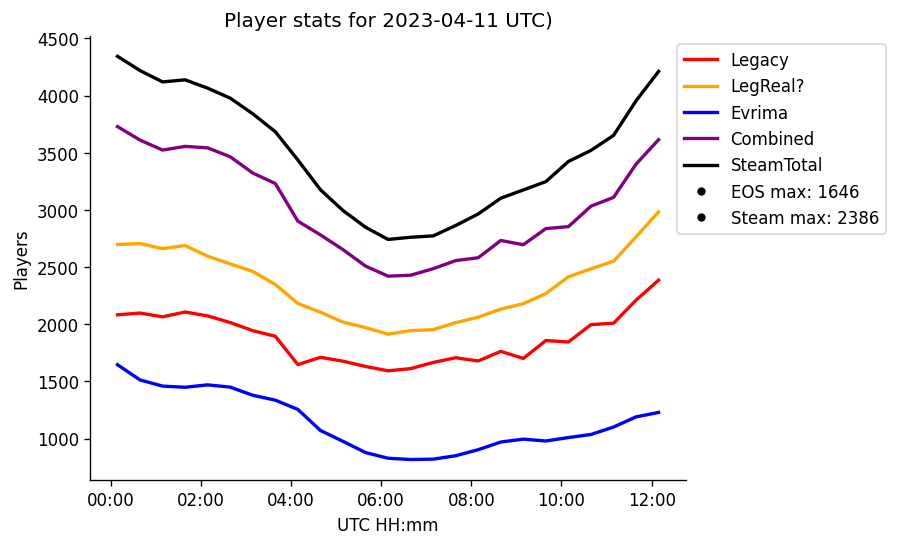 Player stats for 2023-04-11 UTC)
4500
4000
3500
3000
2500
2000
1500
1000
Players
00:00 02:00 04:00 06:00 08:00 10:00 12:00
UTC HH:mm
Legacy
LegReal?
Evrima
Combined
SteamTotal
EOS max: 1646
Steam max: 2386